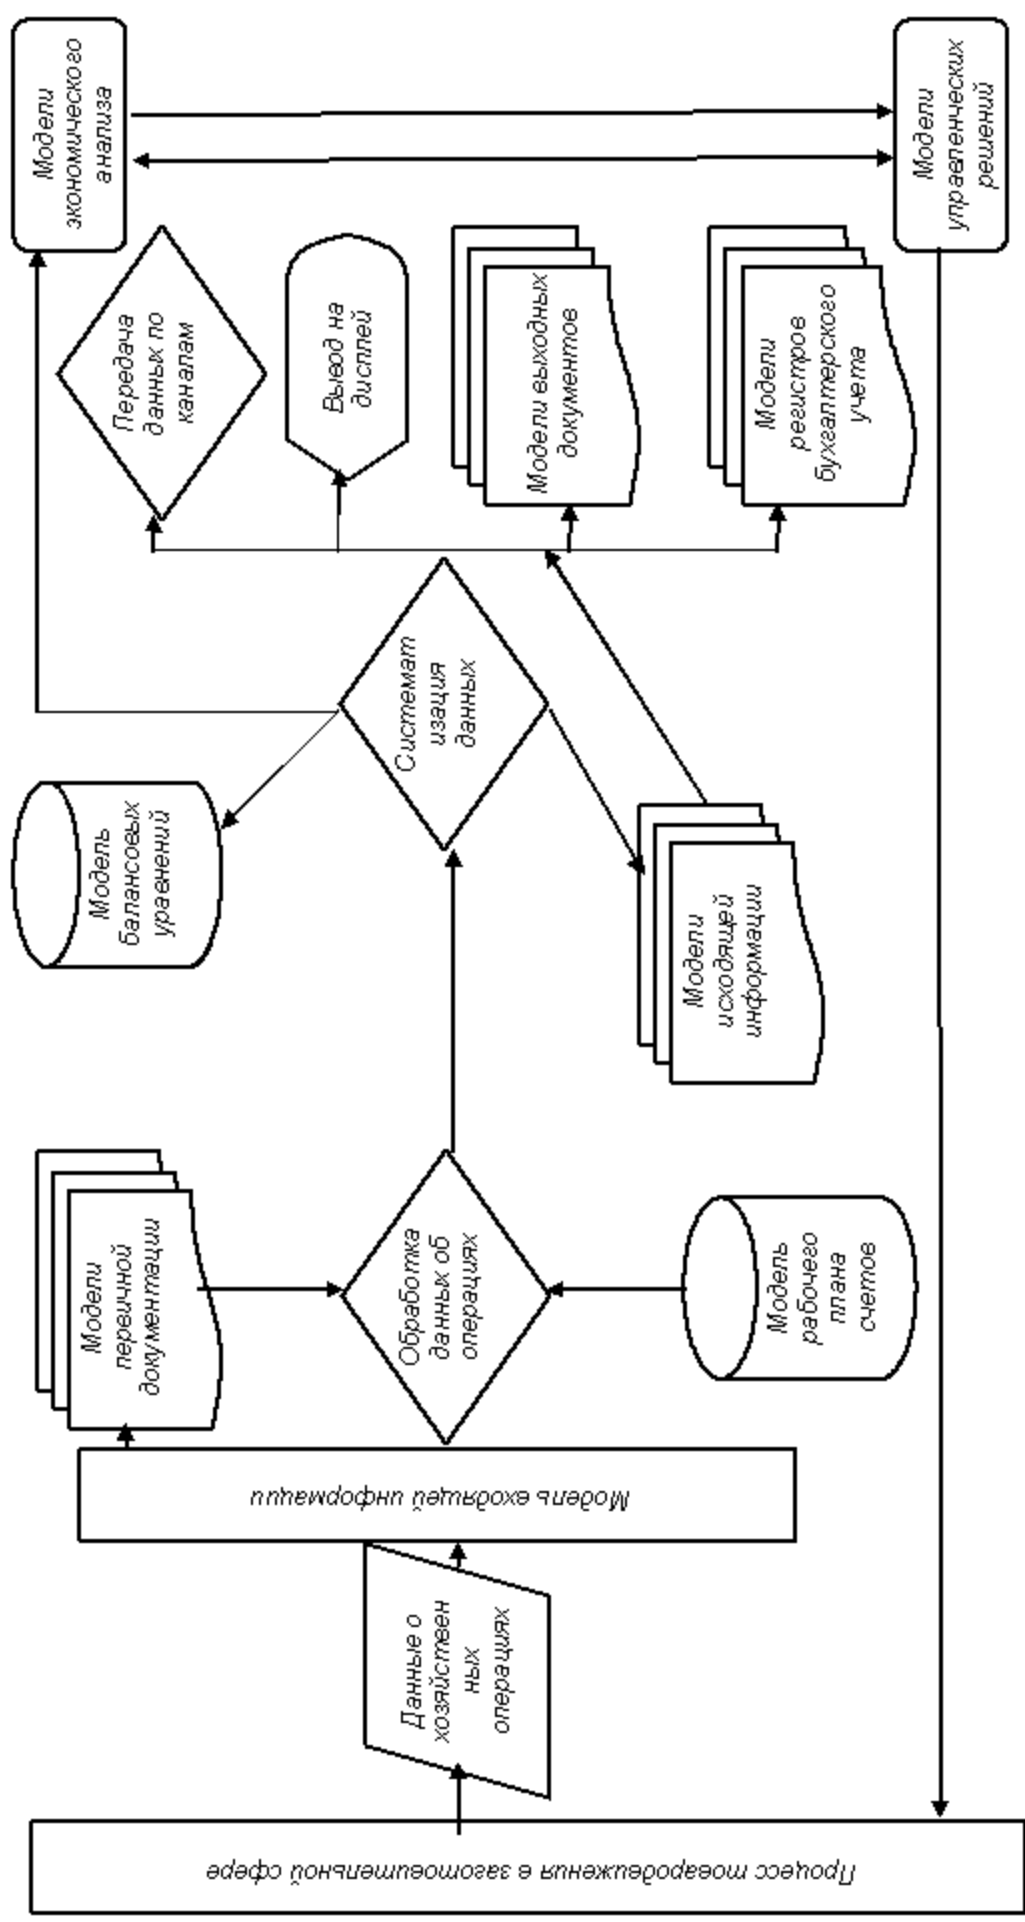 Процесс товародвижения в заготовительной сфере
Данные о
хозяйствен
ных
операциях
Модель входящей информации
Модели
первичной
документации
Обработка
данных об
операциях
Модель
рабочего
плана
счетов
Модель
балансовых
уравнений
Системат
изация
данных
Модели
исходящей
информации
Передача
данных по
каналам
Вывод на
дисплей
Модели выходных
документов
Модели
регистров
бухгалтерского
учета
Модели
экономического
анализа
Модели
управленческих
решений